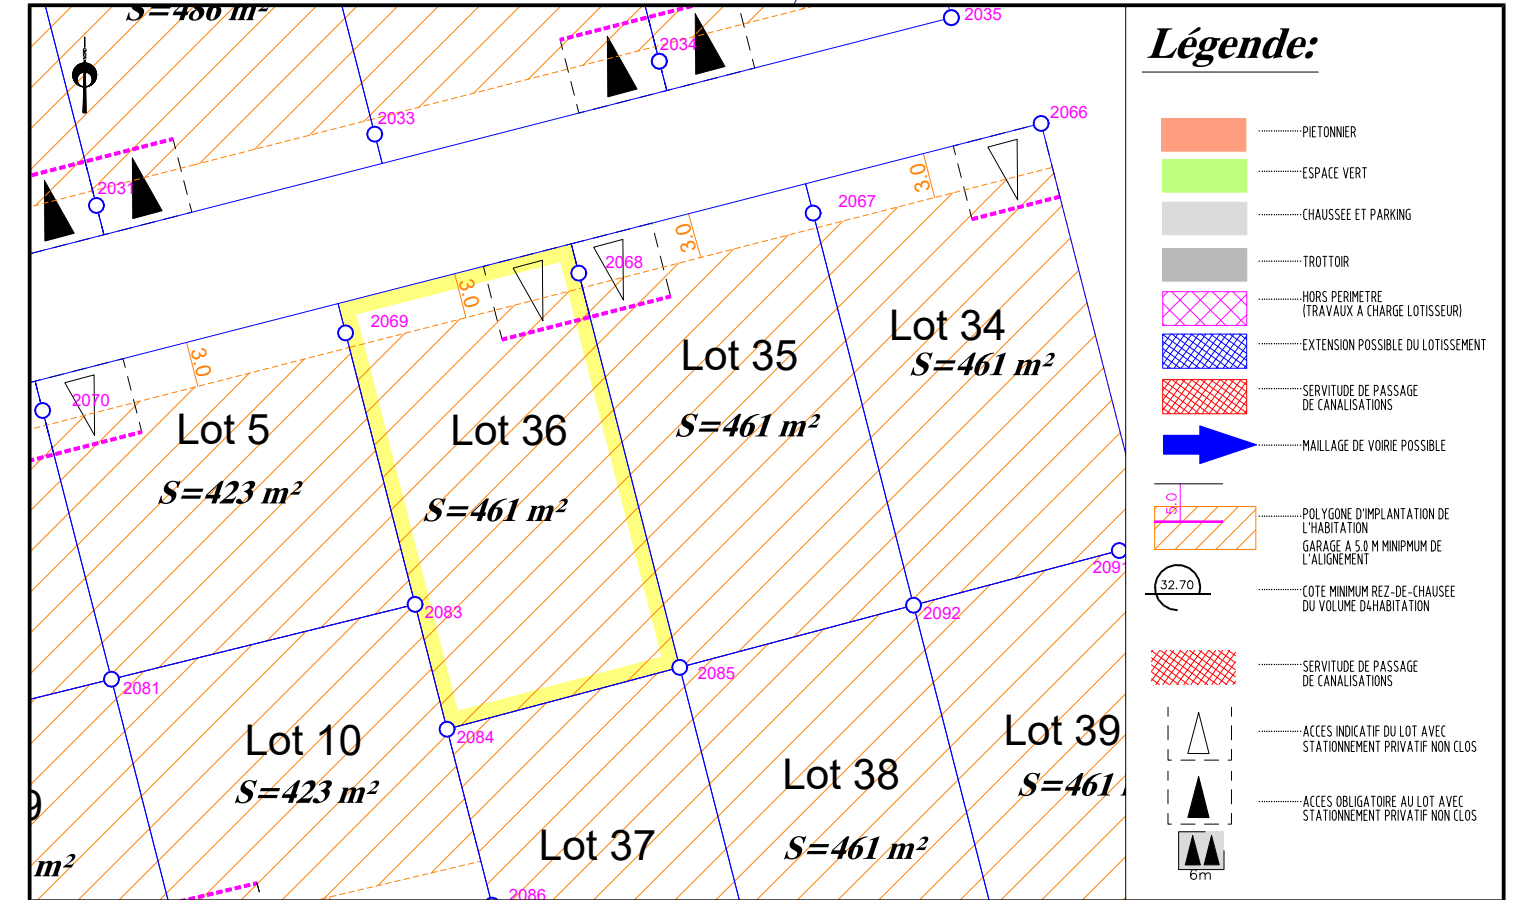 S=486 m²
2035
2034
2033
2031
2066
2067
2068
2069
2070
3.0
3.0
3.0
3.0
Lot 34
S=461 m²
Lot 35
S=461 m²
Lot 36
S=461 m²
Lot 5
S=423 m²
2091
2092
2083
2085
2081
2084
Lot 10
S=423 m²
Lot 39
S=461
Lot 38
S=461 m²
Lot 37
9
m²
2086
Légende:
PIETONNIER
ESPACE VERT
CHAUSSEE ET PARKING
TROTTOIR
HORS PERIMETRE
(TRAVAUX A CHARGE LOTISSEUR)
EXTENSION POSSIBLE DU LOTISSEMENT
SERVITUDE DE PASSAGE
DE CANALISATIONS
MAILLAGE DE VOIRIE POSSIBLE
5.0
POLYGONE D'IMPLANTATION DE
L'HABITATION
GARAGE A 5.0 M MINIPMUM DE
L'ALIGNEMENT
32.70
COTE MINIMUM REZ-DE-CHAUSEE
DU VOLUME D4HABITATION
SERVITUDE DE PASSAGE
DE CANALISATIONS
ACCES INDICATIF DU LOT AVEC
STATIONNEMENT PRIVATIF NON CLOS
ACCES OBLIGATOIRE AU LOT AVEC
STATIONNEMENT PRIVATIF NON CLOS
6m